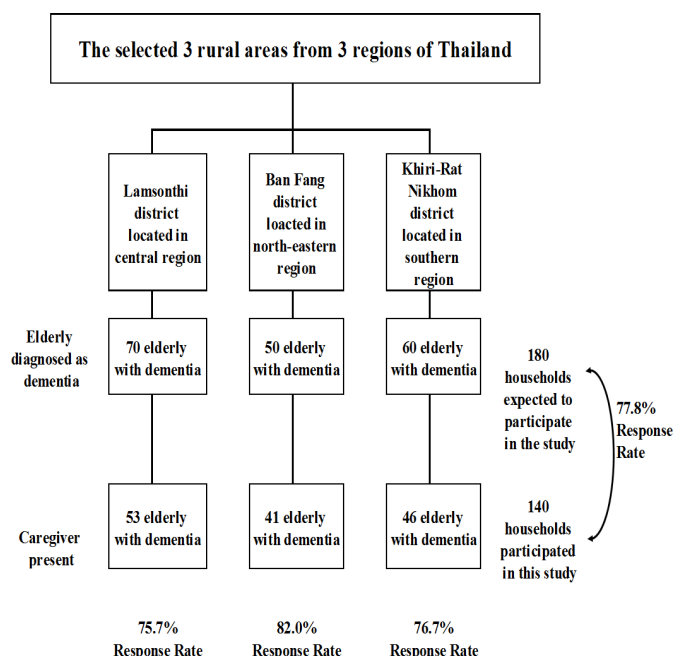 The selected 3 rural areas from 3 regions of Thailand
Lamsonthi
district
located in
central region
Ban Fang
district
loacted in
north-eastern
region
Khiri-Rat
Nikhom
district
located in
southern
region
Elderly
diagnosed as
dementia
70 elderly
with dementia
50 elderly
with dementia
60 elderly
with dementia
180
households
expected to
participate
in the study
77.8%
Response
Rate
Caregiver
present
53 elderly
with dementia
41 elderly
with dementia
46 elderly
with dementia
140
households
participated
in this study
75.7%
Response Rate
82.0%
Response Rate
76.7%
Response Rate